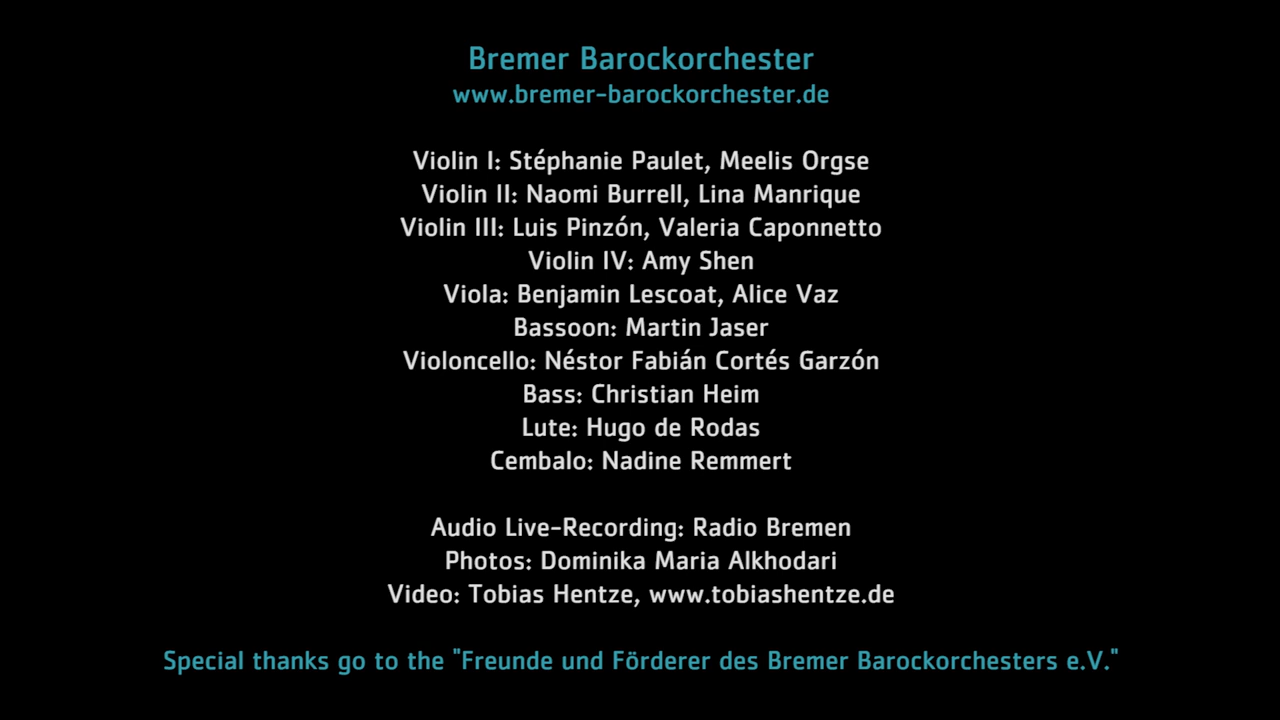 Bremer Barockorchester
www.bremer-barockorchester.de
Violin I: Stéphanie Paulet, Meelis Orgse
Violin II: Naomi Burrell, Lina Manrique
Violin III: Luis Pinzón, Valeria Caponnetto
Violin IV: Amy Shen
Viola: Benjamin Lescoat, Alice Vaz
Bassoon: Martin Jaser
Violoncello: Néstor Fabián Cortés Garzón
Bass: Christian Heim
Lute: Hugo de Rodas
Cembalo: Nadine Remmert
Audio Live-Recording: Radio Bremen
Photos: Dominika Maria Alkhodari
Video: Tobias Hentze, www.tobiashentze.de
Special thanks go to the "Freunde und Förderer des Bremer Barockorchesters e.V."